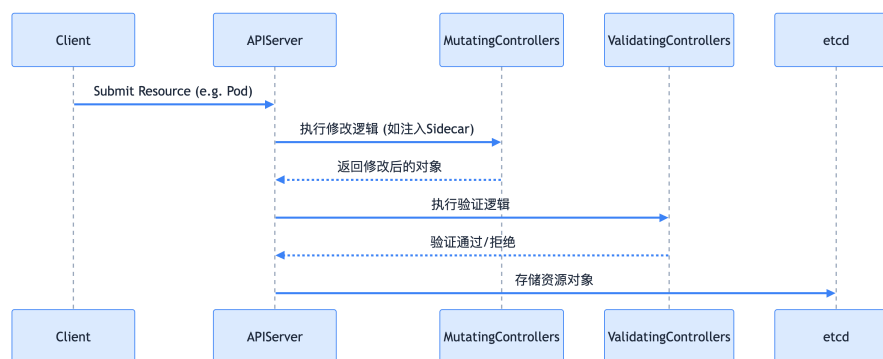 Client APIServer MutatingControllers ValidatingControllers etcd
Submit Resource (e.g. Pod)
执行修改逻辑 (如注入Sidecar)
返回修改后的对象
执行验证逻辑
验证通过/拒绝
存储资源对象
Client APIServer MutatingControllers ValidatingControllers etcd